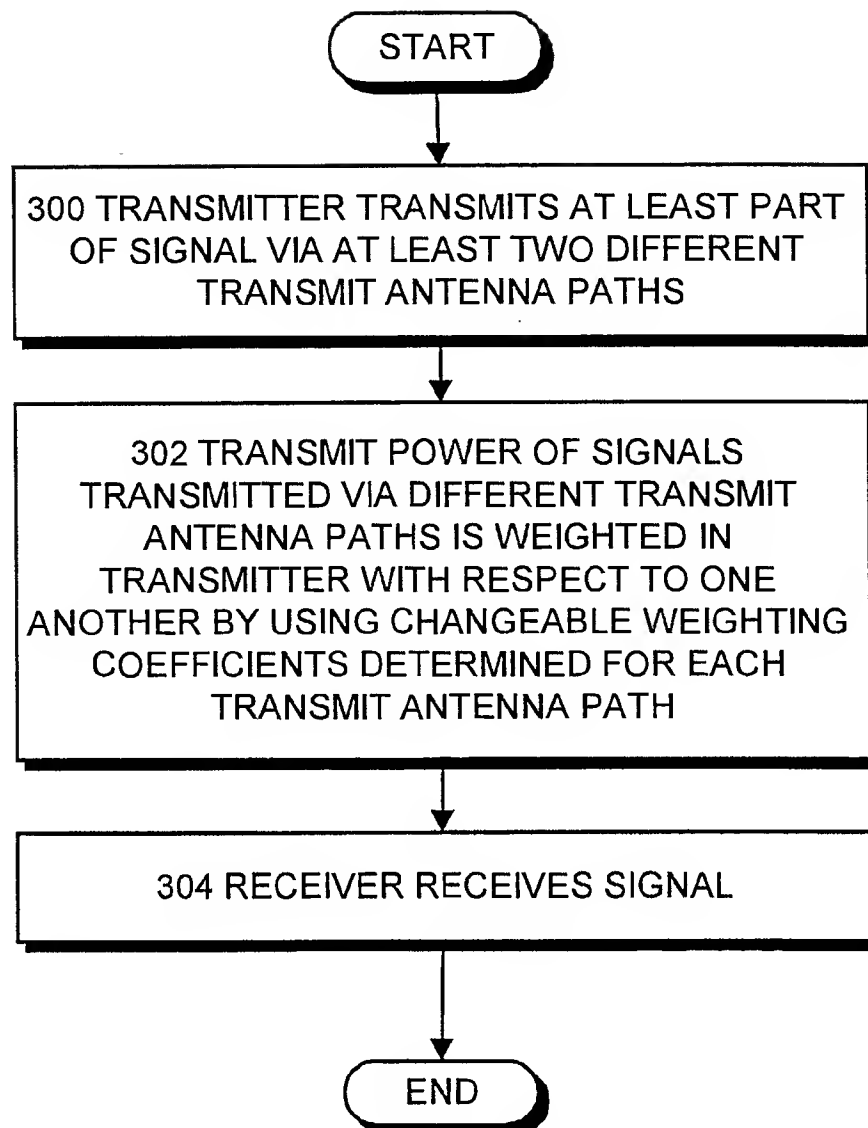 START
300 TRANSMITTER TRANSMITS AT LEAST PART
OF SIGNAL VIA AT LEAST TWO DIFFERENT
TRANSMIT ANTENNA PATHS
302 TRANSMIT POWER OF SIGNALS
TRANSMITTED VIA DIFFERENT TRANSMIT
ANTENNA PATHS IS WEIGHTED IN
TRANSMITTER WITH RESPECT TO ONE
ANOTHER BY USING CHANGEABLE WEIGHTING
COEFFICIENTS DETERMINED FOR EACH
TRANSMIT ANTENNA PATH
304 RECEIVER RECEIVES SIGNAL
END